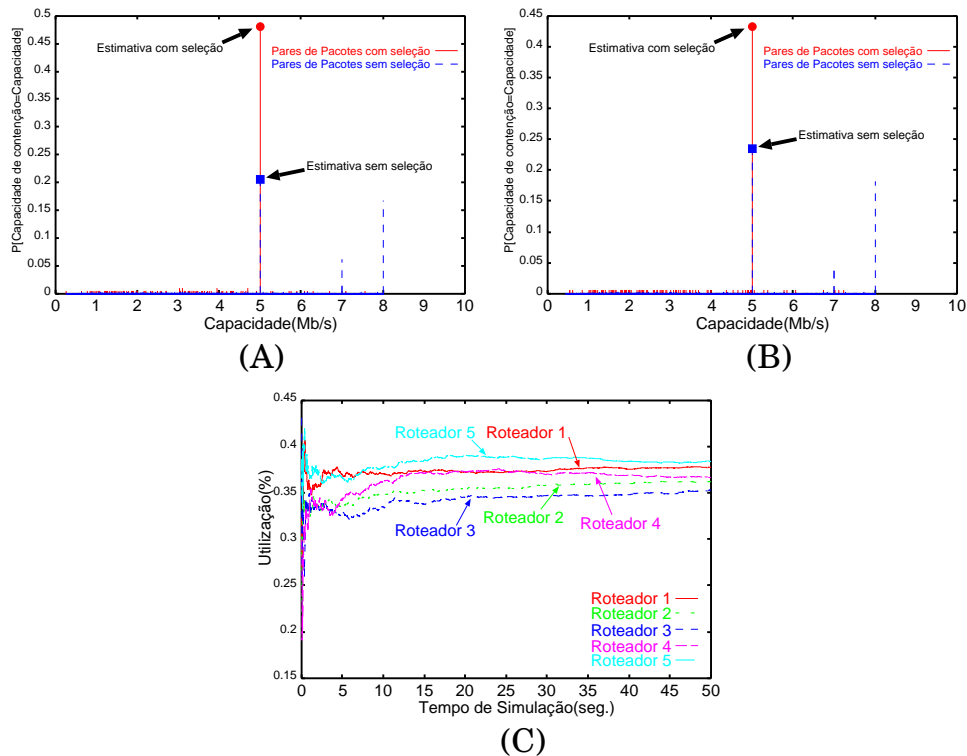 P[Capacidade de contenção=Capacidade]
0.5
0.45
0.4
0.35
0.3
0.25
0.2
0.15
0.1
0.05
0
0 1 2 3 4 5 6 7 8 9 10
Capacidade(Mb/s)
Estimativa com seleção
Pares de Pacotes com seleção
Pares de Pacotes sem seleção
Estimativa sem seleção
(A)
P[Capacidade de contenção=Capacidade]
0.45
0.4
0.35
0.3
0.25
0.2
0.15
0.1
0.05
0
0 1 2 3 4 5 6 7 8 9 10
Capacidade(Mb/s)
Estimativa com seleção
Pares de Pacotes com seleção
Pares de Pacotes sem seleção
Estimativa sem seleção
(B)
Utilização(%)
0.45
0.4
0.35
0.3
0.25
0.2
0.15
0 5 10 15 20 25 30 35 40 45 50
Tempo de Simulação(seg.)
Roteador 5
Roteador 1
Roteador 3
Roteador 2
Roteador 4
Roteador 1
Roteador 2
Roteador 3
Roteador 4
Roteador 5
(C)